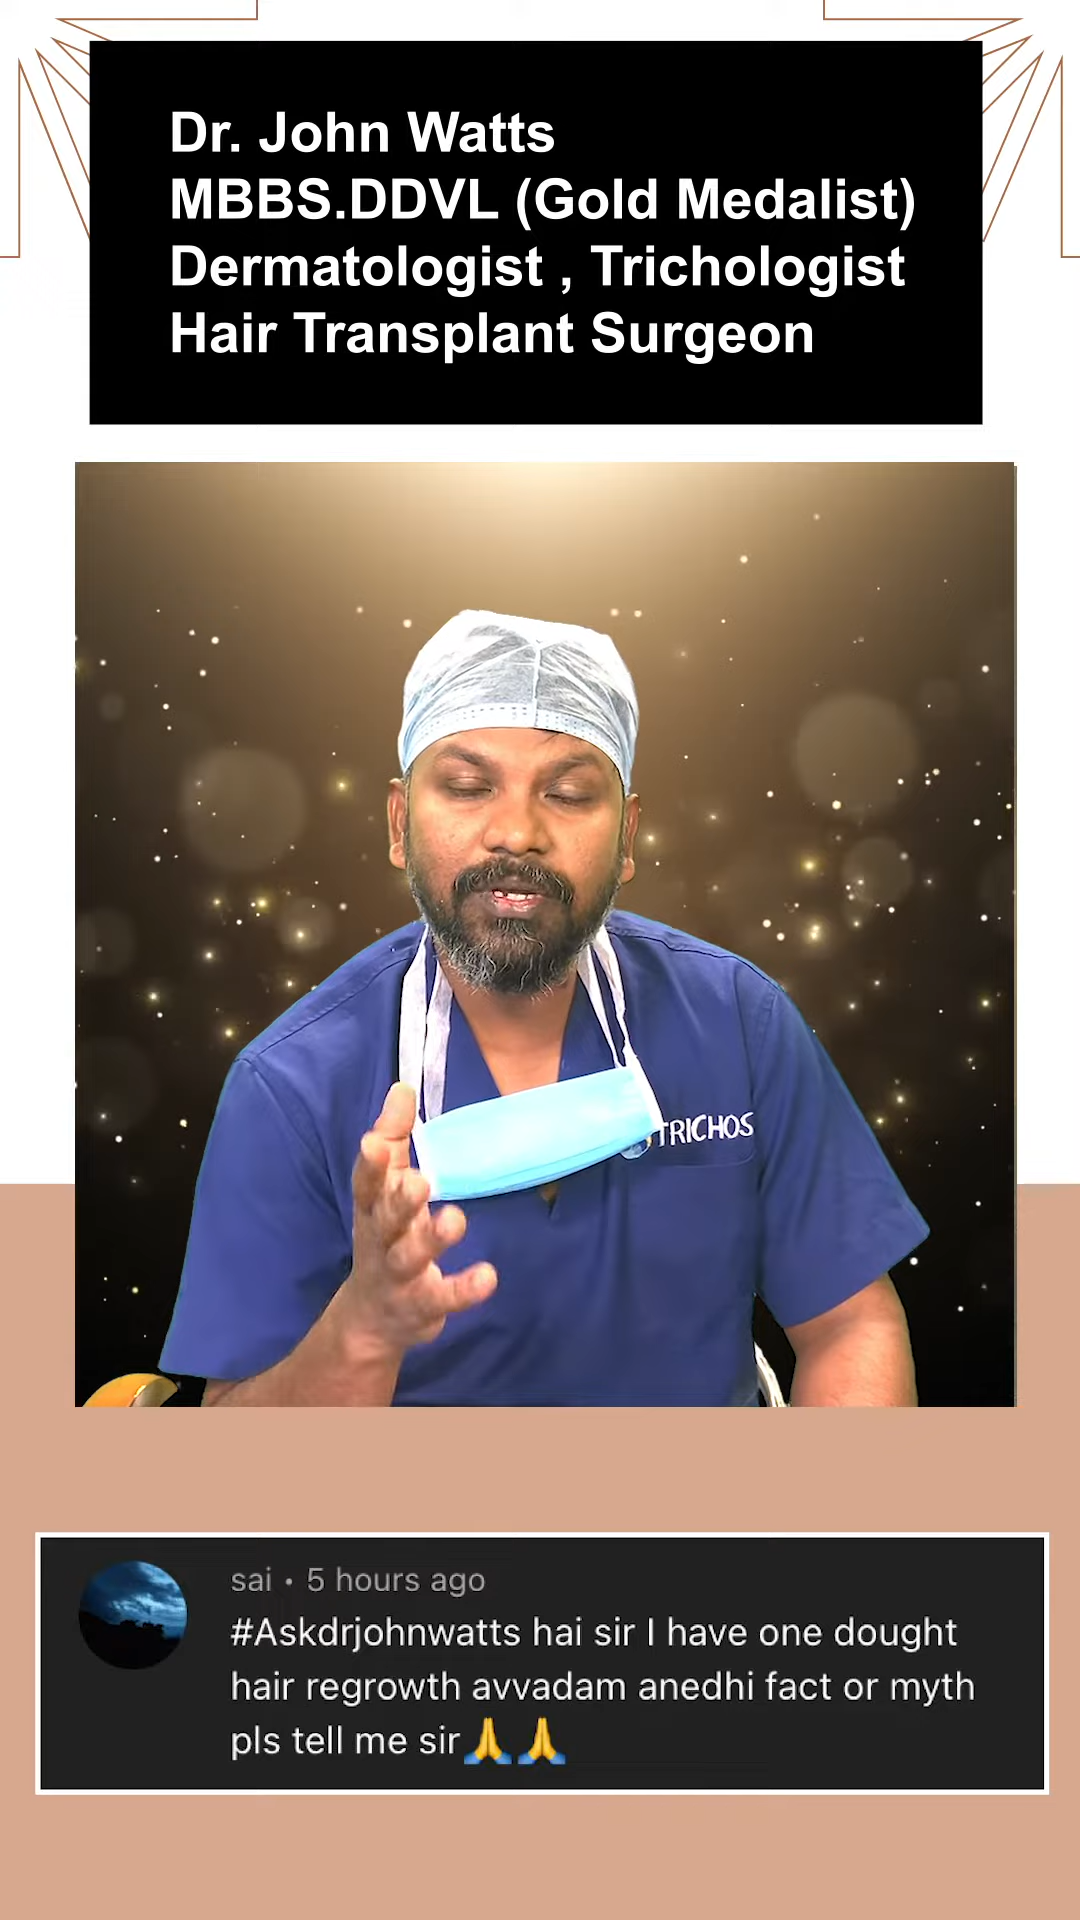 Dr. John Watts
MBBS.DDVL (Gold Medalist)
Dermatologist , Trichologist
Hair Transplant Surgeon
TRICHOS
sai • 5 hours ago
#Askdrjohnwatts hai sir I have one dought
hair regrowth avvadam anedhi fact or myth
pls tell me sir🙏🙏